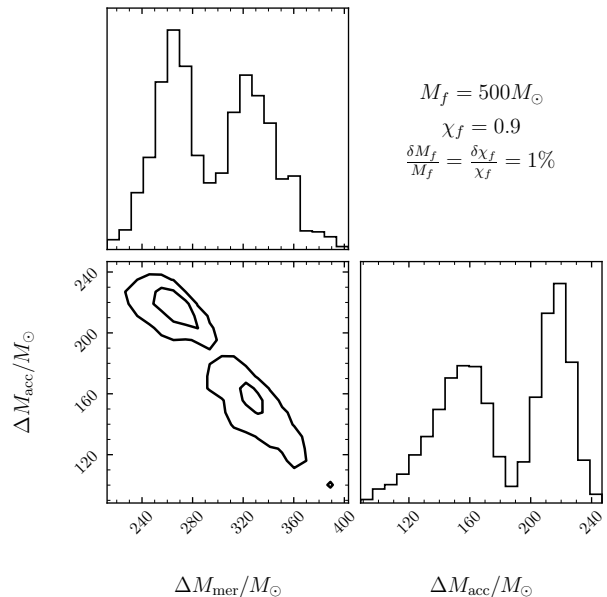 M_f = 500M_⊙
χ_f = 0.9
δM_f/M_f = δχ_f/χ_f = 1%
240
200
160
120
ΔM_acc/M_⊙
240 280 320 360 400
120 160 200 240
ΔM_mer/M_⊙
ΔM_acc/M_⊙